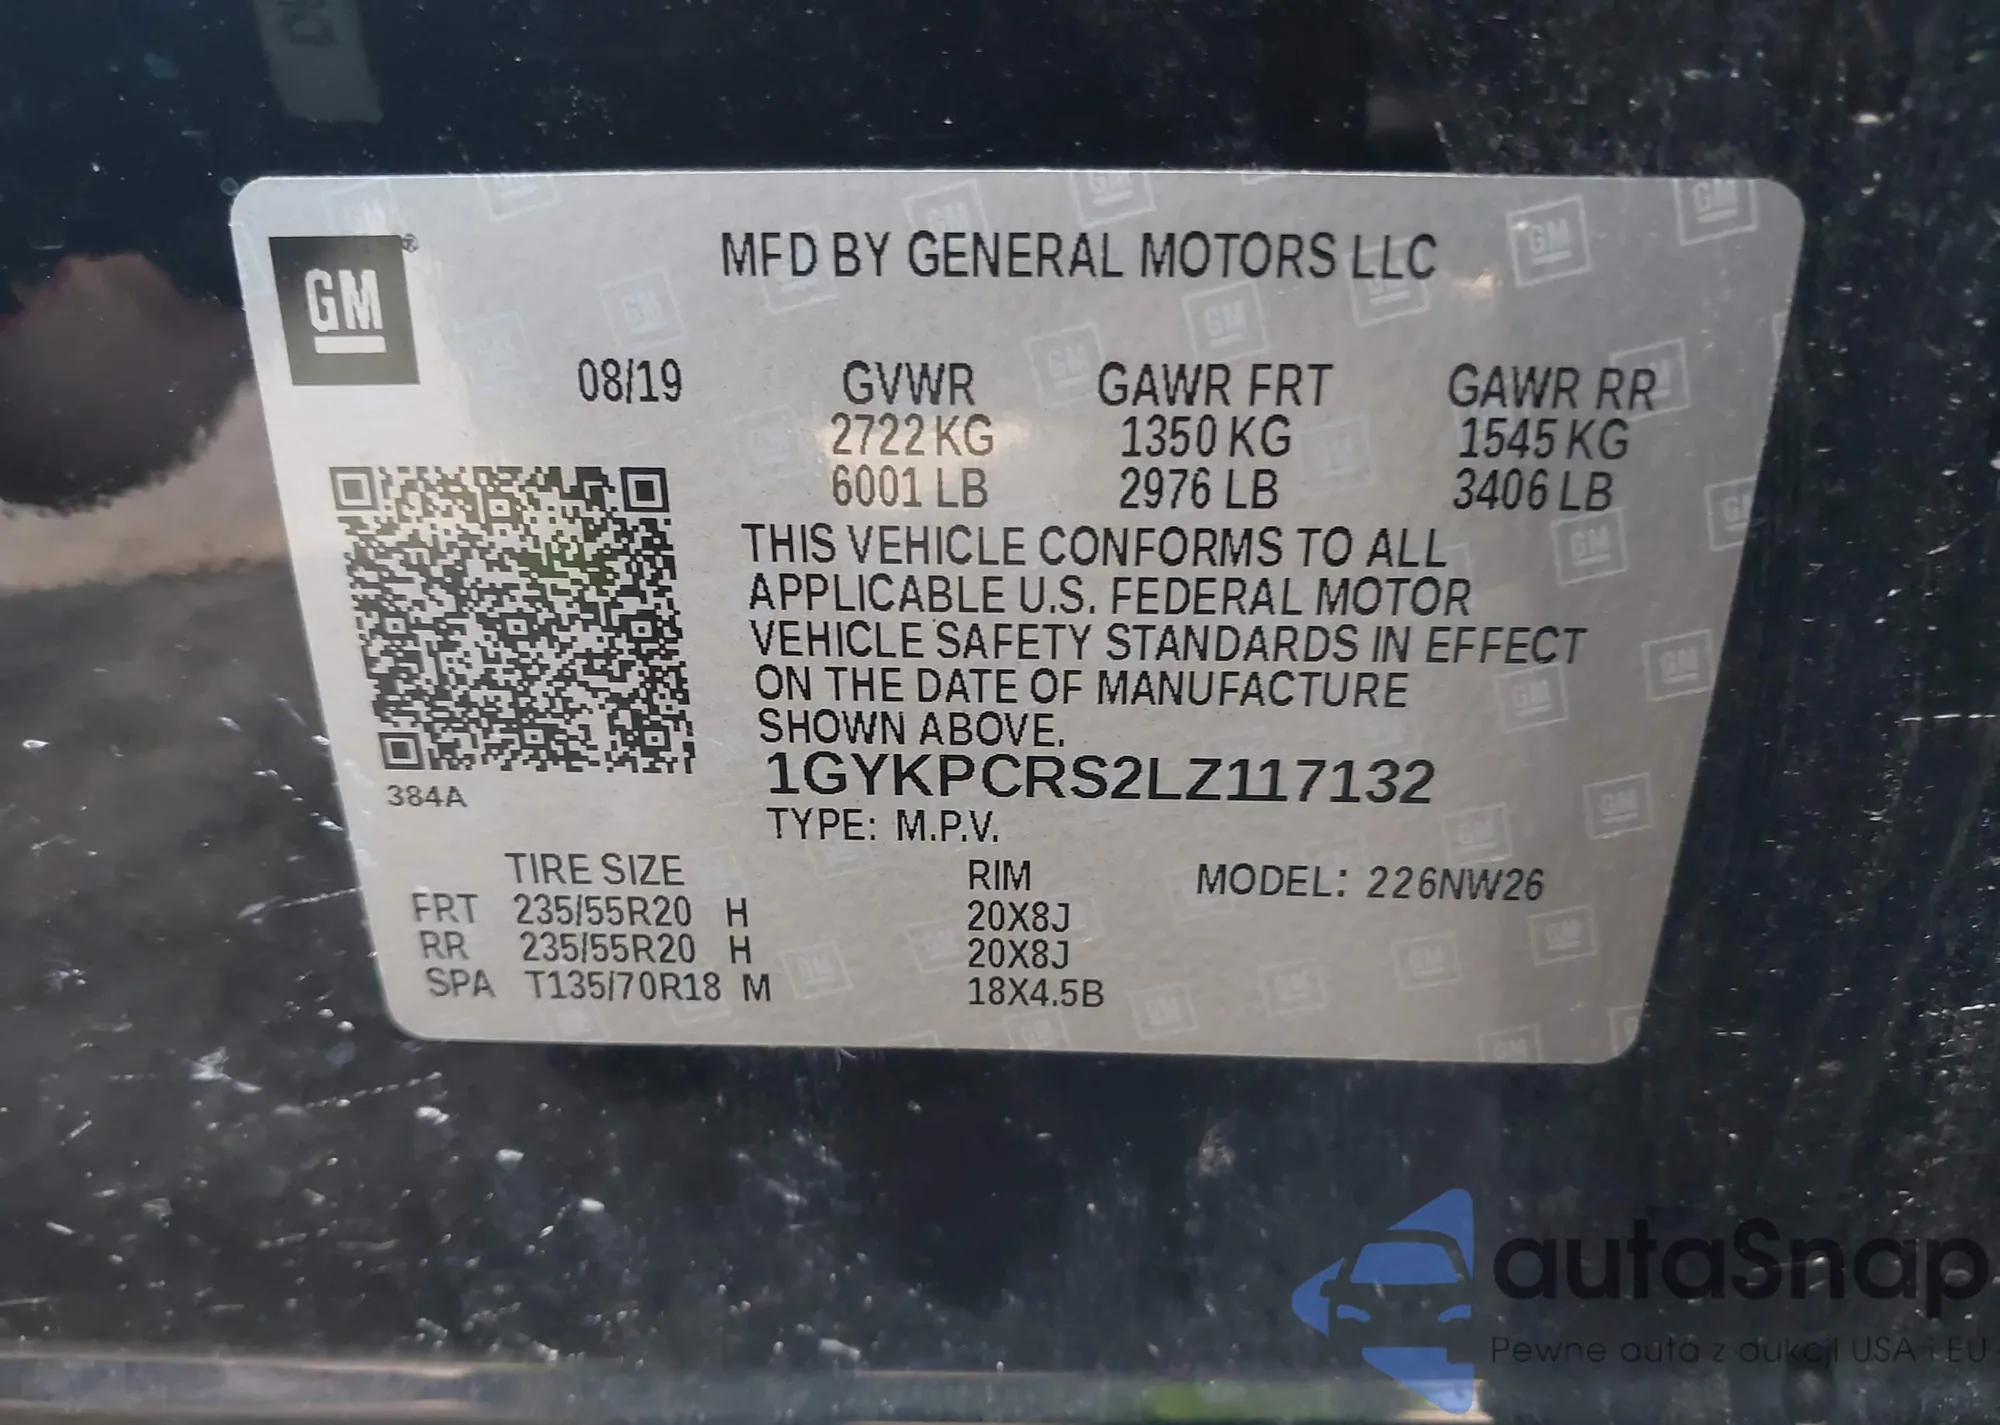 MFD BY GENERAL MOTORS LLC
GM
08/19 GVWR GAWR FRT GAWR RR
2722 KG 1350 KG 1545 KG
6001 LB 2976 LB 3406 LB
THIS VEHICLE CONFORMS TO ALL
APPLICABLE U.S. FEDERAL MOTOR
VEHICLE SAFETY STANDARDS IN EFFECT
ON THE DATE OF MANUFACTURE
SHOWN ABOVE.
1GYKPCRS2LZ117132
384A
TYPE: M.P.V.
TIRE SIZE RIM MODEL: 226NW26
FRT 235/55R20 H 20X8J
RR 235/55R20 H 20X8J
SPA T135/70R18 M 18X4.5B
autaSnap
Pewne auta z aukcji USA i EU